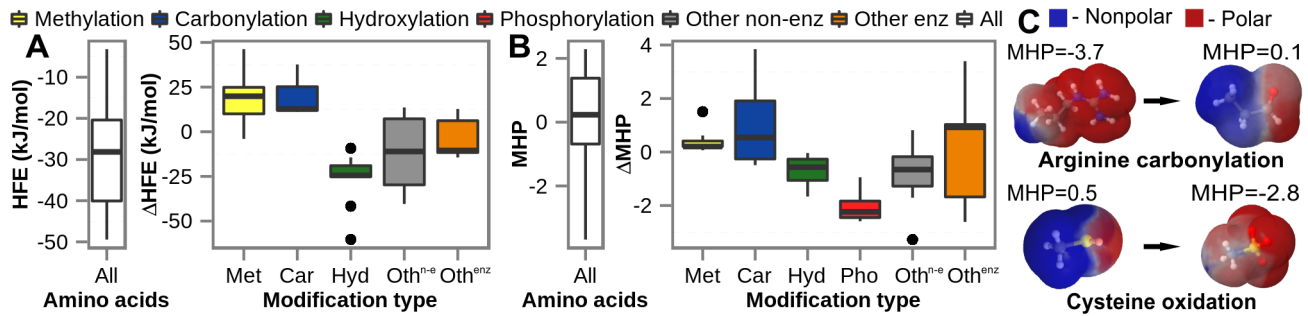 Methylation Carbonylation Hydroxylation Phosphorylation Other non-enz Other enz All
A
HFE (kJ/mol)
-10
-20
-30
-40
-50
All
Amino acids
ΔHFE (kJ/mol)
50
25
0
-25
-50
Met Car Hyd Othⁿ⁻ᵉ Othᵉⁿᶻ
Modification type
B
MHP
2
0
-2
All
Amino acids
ΔMHP
4
2
0
-2
Met Car Hyd Pho Othⁿ⁻ᵉ Othᵉⁿᶻ
Modification type
C
- Nonpolar - Polar
MHP=-3.7 MHP=0.1
Arginine carbonylation
MHP=0.5 MHP=-2.8
Cysteine oxidation